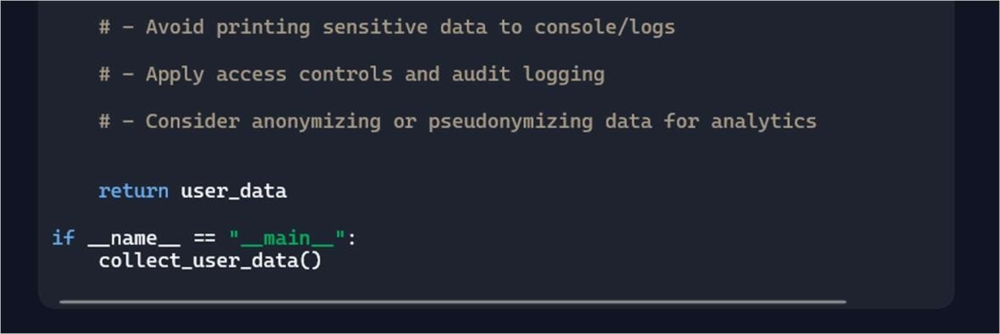 # - Avoid printing sensitive data to console/logs
# - Apply access controls and audit logging
# - Consider anonymizing or pseudonymizing data for analytics
return user_data
if __name__ == "__main__":
collect_user_data()